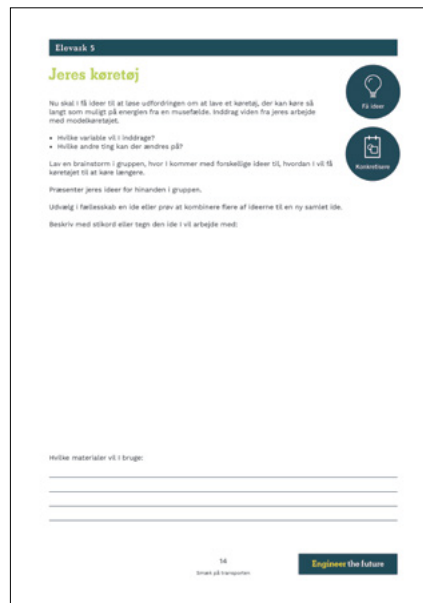 Elevark 5
Jeres køretøj
Nu skal I få ideer til at løse udfordringen om at lave et køretøj, der kan køre så
langt som muligt på energien fra en musefælde. Inddrag viden fra jeres arbejde
med modelkøretøjet.
• Hvilke variable vil I inddrage?
• Hvilke andre ting kan der ændres på?
Lav en brainstorm i gruppen, hvor I kommer med forskellige ideer til, hvordan I vil få
køretøjet til at køre længere.
Præsenter jeres ideer for hinanden i gruppen.
Udvælg i fællesskab en ide eller prøv at kombinere flere af ideerne til en ny samlet ide.
Beskriv med stikord eller tegn den ide I vil arbejde med:
Få ideer
Konkretisere
Hvilke materialer vil I bruge:
14
Smæk på transporten
Engineer the future